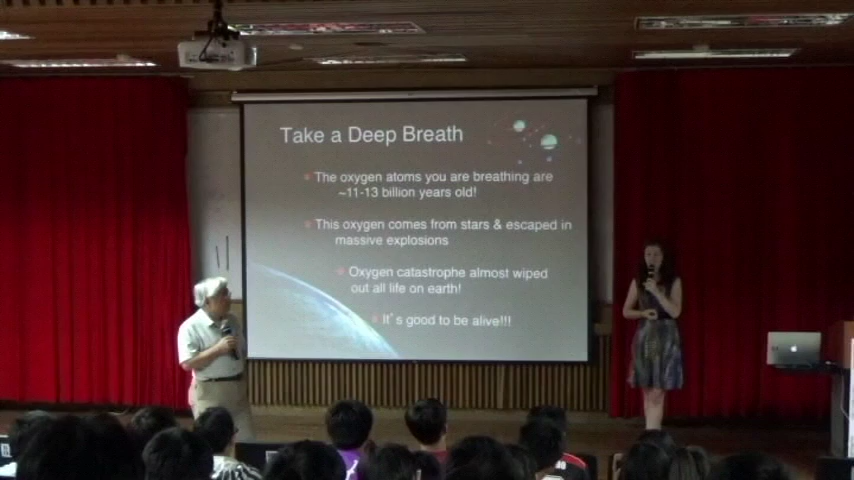 Take a Deep Breath
The oxygen atoms you are breathing are
~11-13 billion years old!
This oxygen comes from stars & escaped in
massive explosions
Oxygen catastrophe almost wiped
out all life on earth!
It's good to be alive!!!